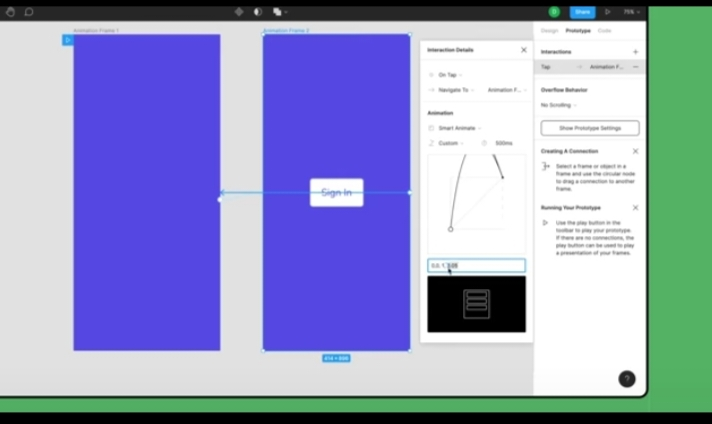 Share
75%
Animation Frame 1
Animation Frame 2
Sign In
414 × 896
Interaction Details
On Tap
Navigate To
Animation F...
Animation
Smart Animate
Custom
500ms
Design
Prototype
Code
Interactions
Tap
Animation F...
Overflow Behavior
No Scrolling
Show Prototype Settings
Creating A Connection
Select a frame or object in a
frame and use the circular node
to drag a connection to another
frame.
Running Your Prototype
Use the play button in the
toolbar to play your prototype.
If there are no connections, the
play button can be used to play
a presentation of your frames.
?